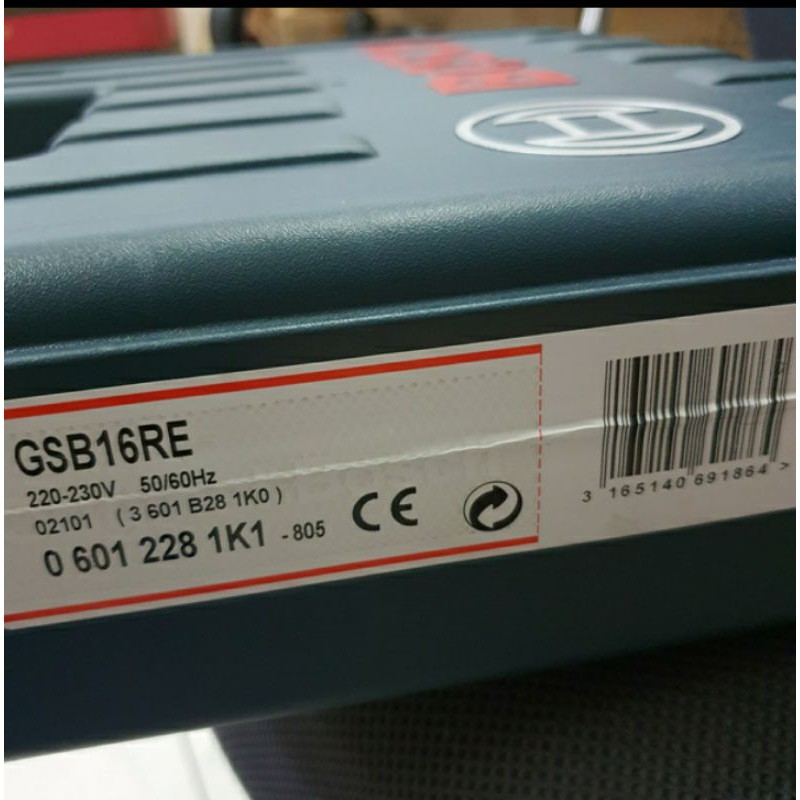 BOSCH
GSB16RE
220-230V 50/60Hz
02101 ( 3 601 B28 1K0 )
0 601 228 1K1 - 805
CE
3 165140 691864 >